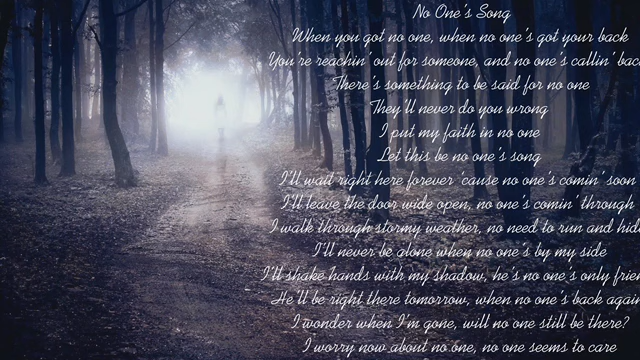 No One's Song
When you got no one, when no one's got your back
You're reachin' out for someone, and no one's callin' back
There's something to be said for no one
They'll never do you wrong
I put my faith in no one
Let this be no one's song
I'll wait right here forever 'cause no one's comin' soon
I'll leave the door wide open, no one's comin' through
I walk through stormy weather, no need to run and hide
I'll never be alone when no one's by my side
I'll shake hands with my shadow, he's no one's only frien
He'll be right there tomorrow, when no one's back again
I wonder when I'm gone, will no one still be there?
I worry now about no one, no one seems to care